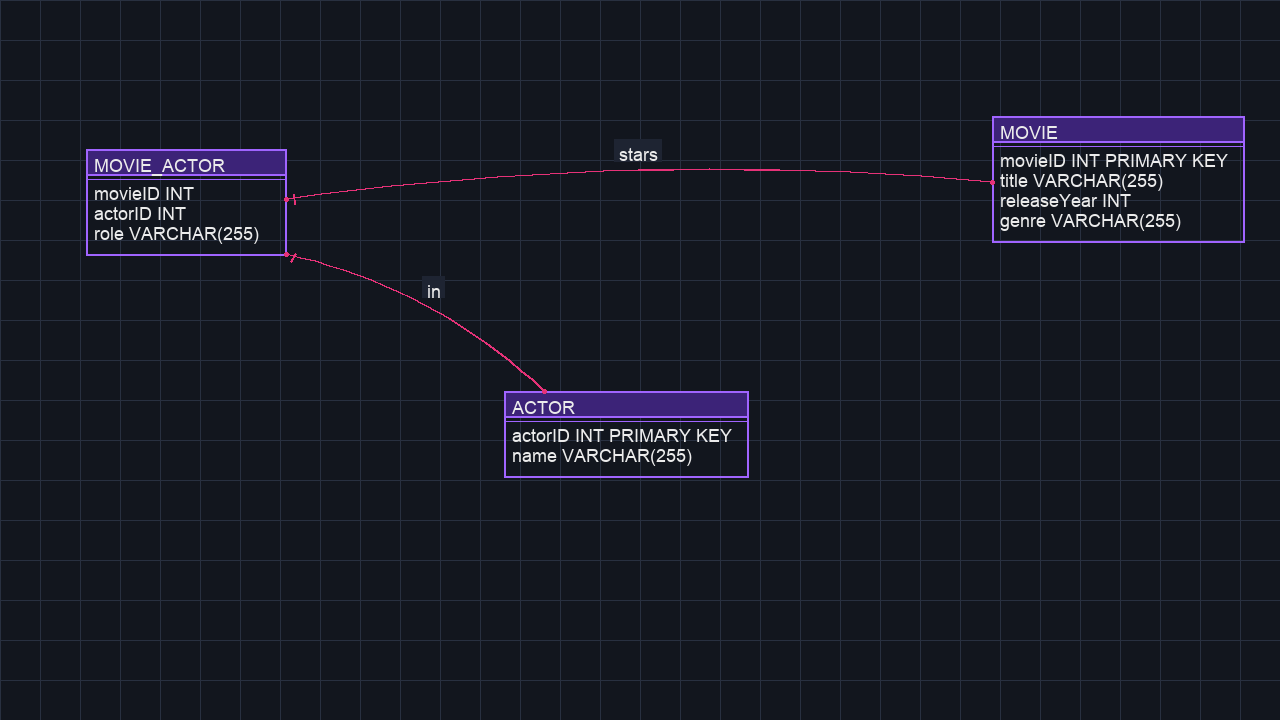 MOVIE_ACTOR
movieID INT
actorID INT
role VARCHAR(255)
stars
MOVIE
movieID INT PRIMARY KEY
title VARCHAR(255)
releaseYear INT
genre VARCHAR(255)
in
ACTOR
actorID INT PRIMARY KEY
name VARCHAR(255)